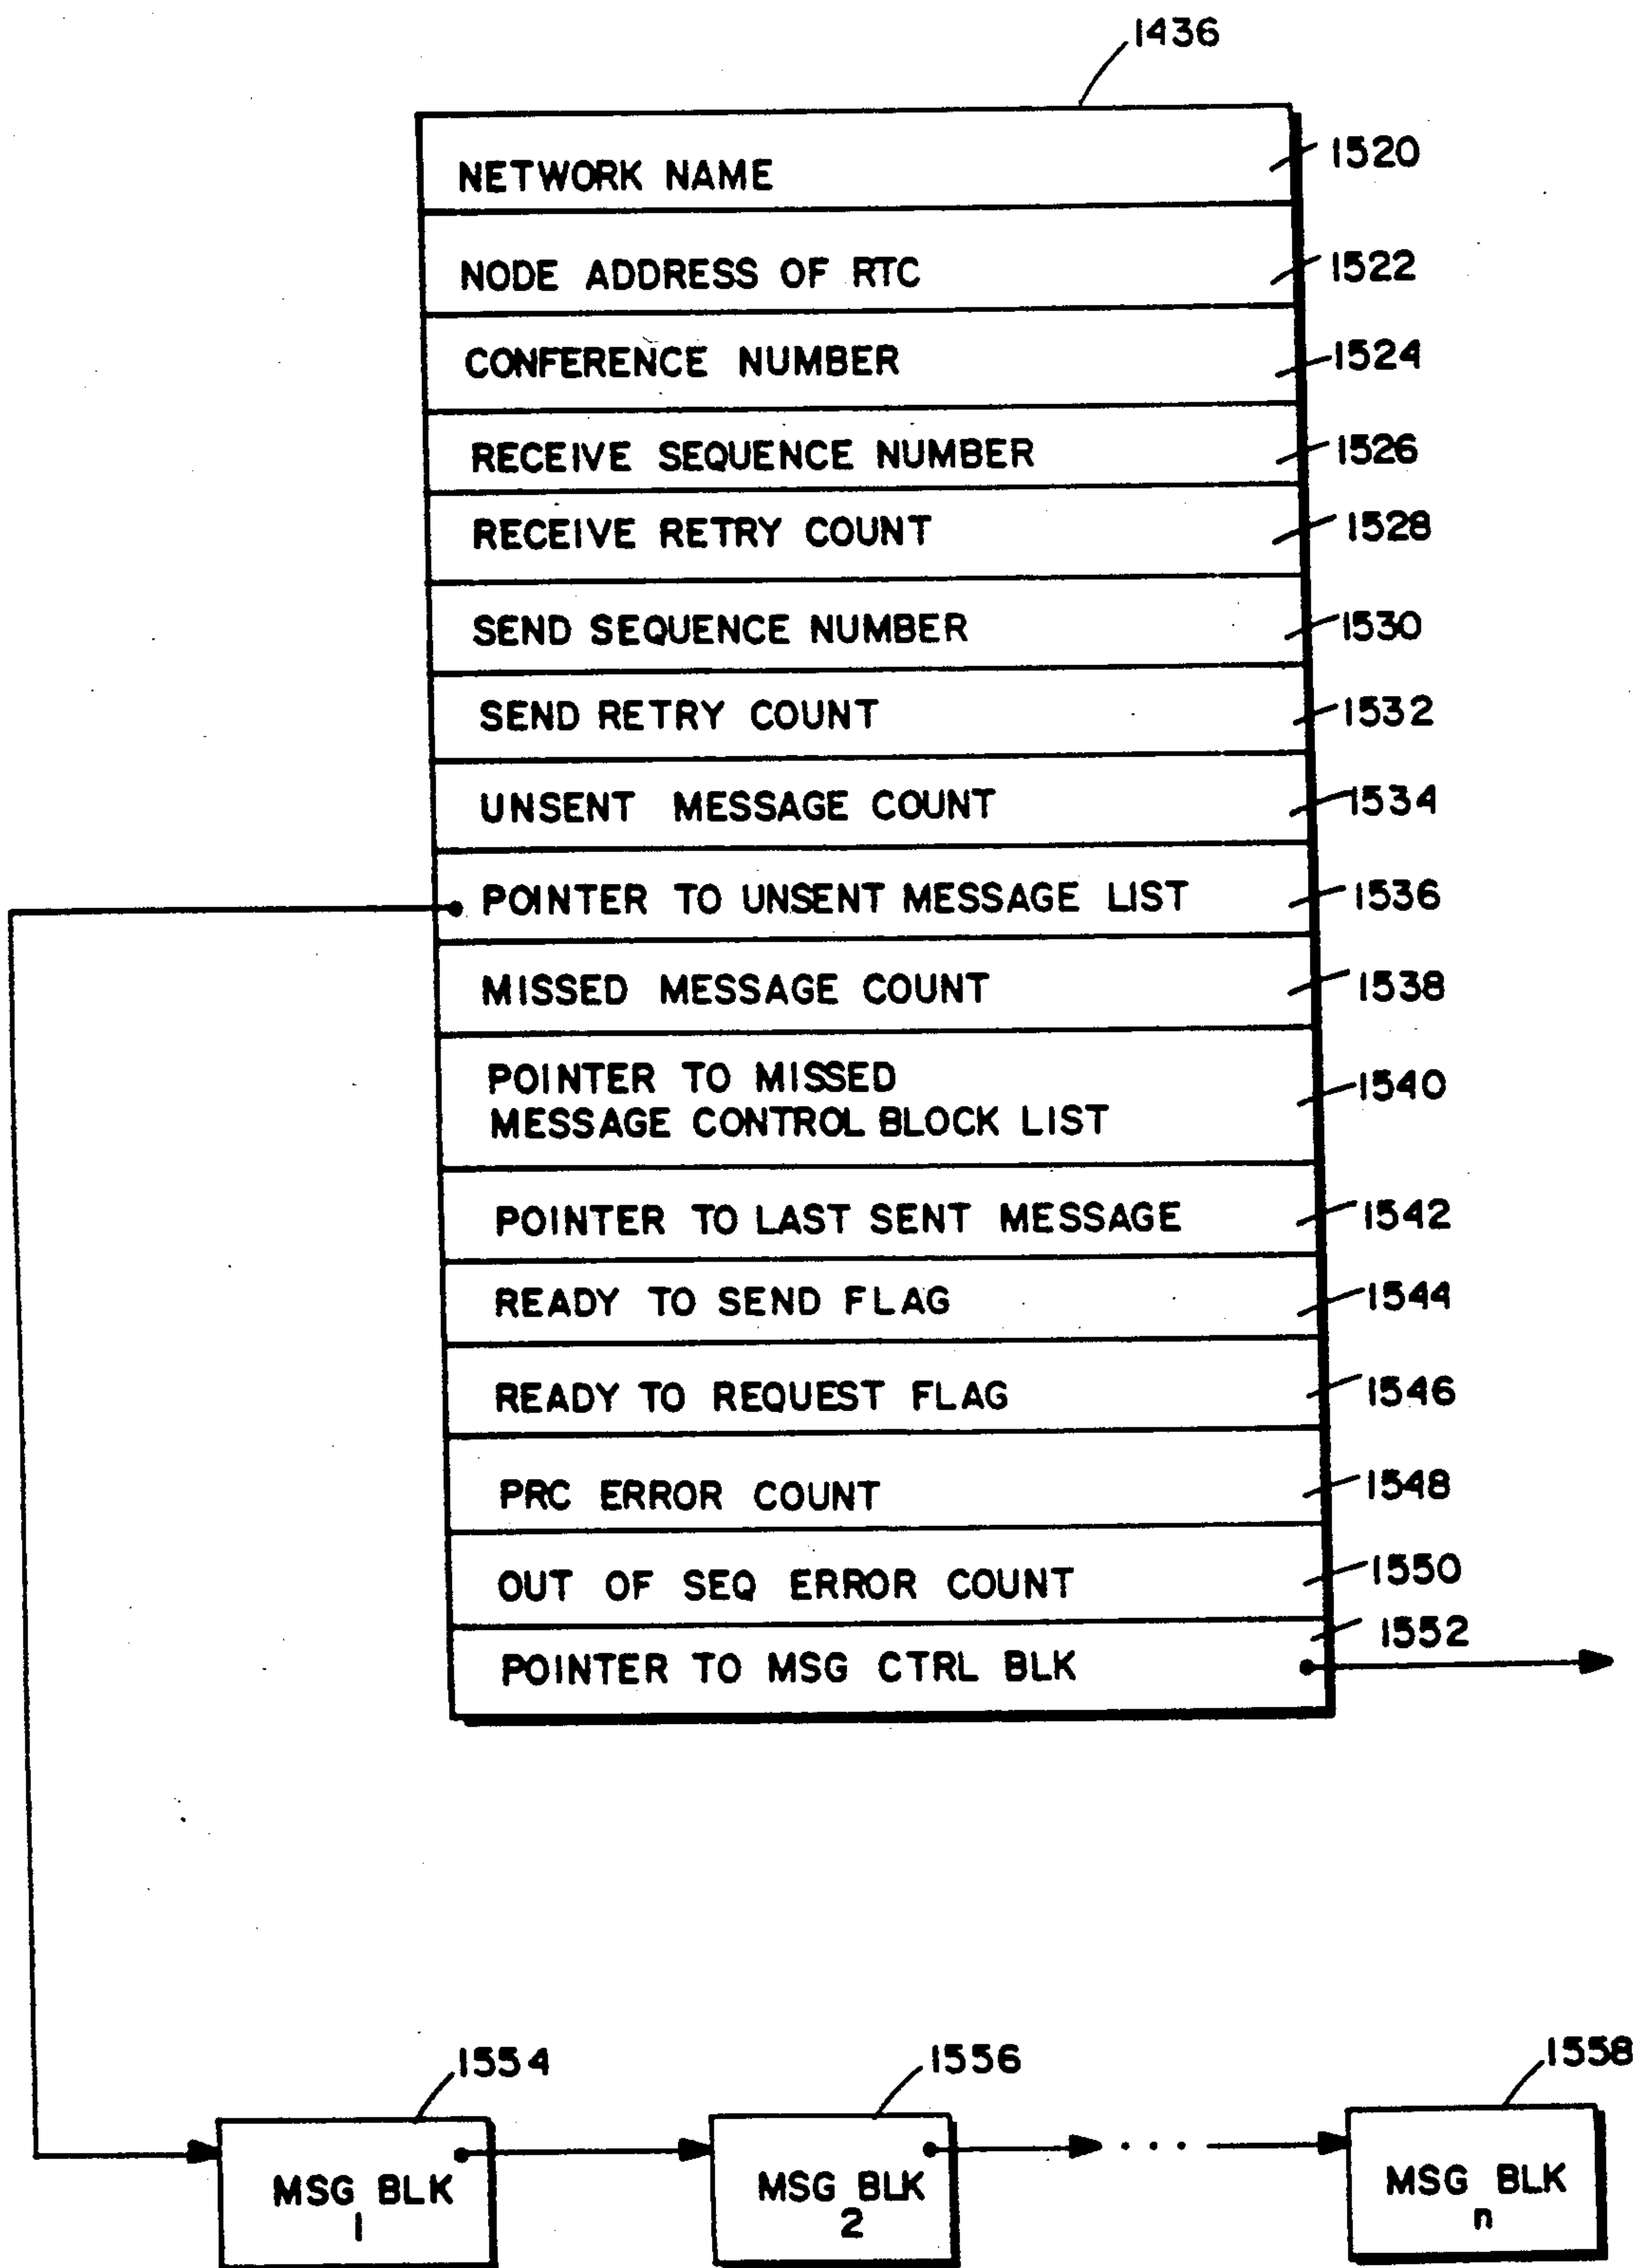 1436
NETWORK NAME 1520
NODE ADDRESS OF RTC 1522
CONFERENCE NUMBER 1524
RECEIVE SEQUENCE NUMBER 1526
RECEIVE RETRY COUNT 1528
SEND SEQUENCE NUMBER 1530
SEND RETRY COUNT 1532
UNSENT MESSAGE COUNT 1534
POINTER TO UNSENT MESSAGE LIST 1536
MISSED MESSAGE COUNT 1538
POINTER TO MISSED
MESSAGE CONTROL BLOCK LIST 1540
POINTER TO LAST SENT MESSAGE 1542
READY TO SEND FLAG 1544
READY TO REQUEST FLAG 1546
PRC ERROR COUNT 1548
OUT OF SEQ ERROR COUNT 1550
POINTER TO MSG CTRL BLK 1552
1554 1556 1558
MSG BLK
1
MSG BLK
2
...
MSG BLK
n